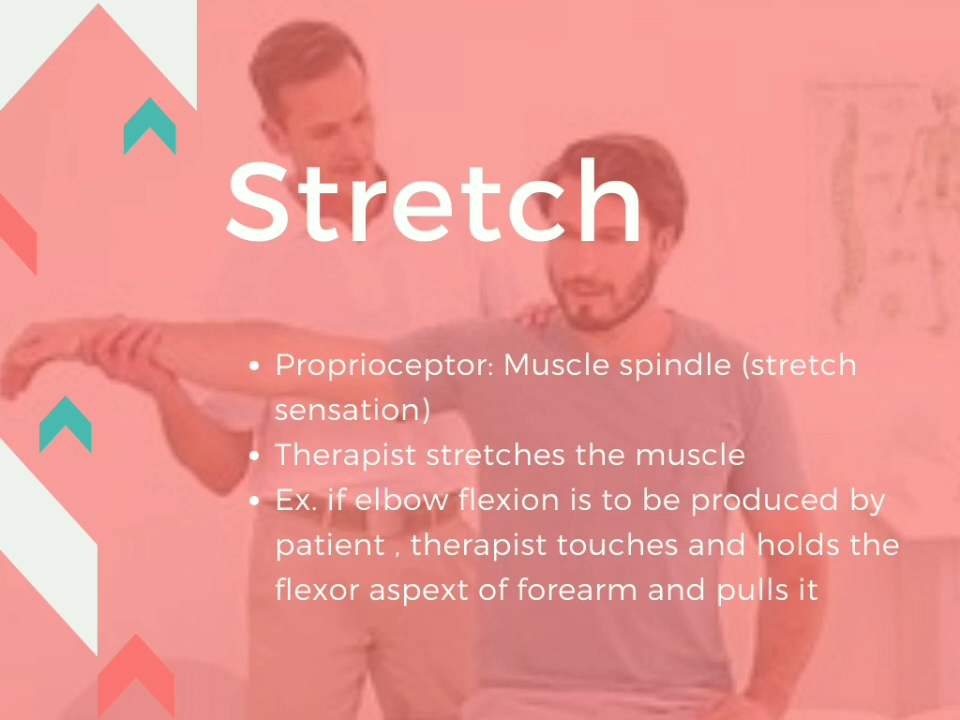 Stretch
• Proprioceptor: Muscle spindle (stretch
sensation)
• Therapist stretches the muscle
• Ex. if elbow flexion is to be produced by
patient , therapist touches and holds the
flexor aspext of forearm and pulls it